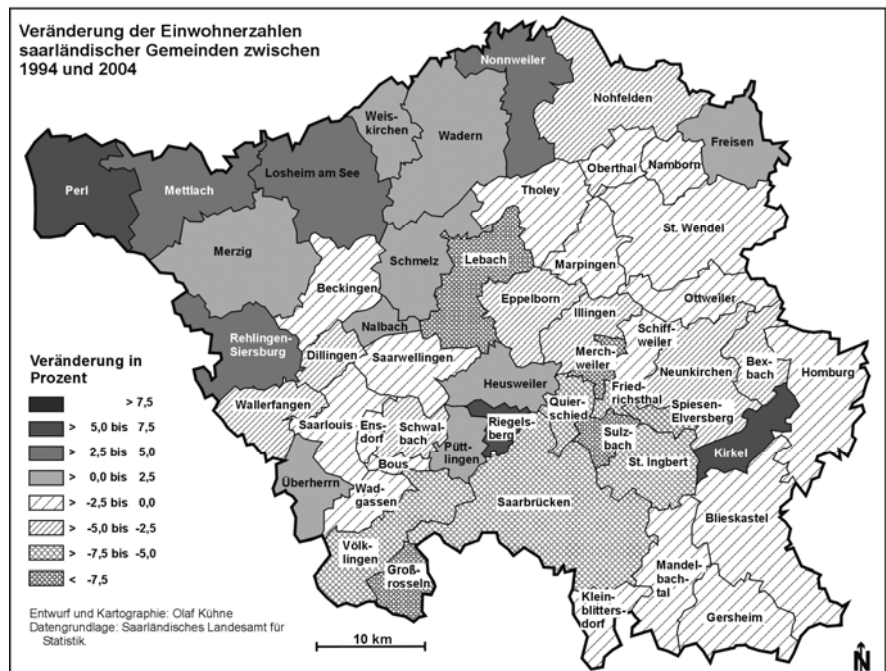 Veränderung der Einwohnerzahlen
saarländischer Gemeinden zwischen
1994 und 2004
Nonnweiler
Nohfelden
Weis-
kirchen
Wadern
Freisen
Oberthal
Namborn
Losheim am See
Perl
Mettlach
Tholey
St. Wendel
Merzig
Lebach
Schmelz
Marpingen
Beckingen
Eppelborn
Ottweiler
Illingen
Nalbach
Schiff-
weiler
Rehlingen-
Siersburg
Dillingen
Saarwellingen
Merch-
weiler
Neunkirchen
Bex-
bach
Homburg
Heusweiler
Fried-
richsthal
Wallerfangen
Quier-
schied
Spiesen-
Elversberg
Saarlouis
Ens-
dorf
Schwal-
bach
Riegels-
berg
Sulz-
bach
Kirkel
Pütt-
lingen
St. Ingbert
Bous
Überherrn
Wad-
gassen
Saarbrücken
Blieskastel
Völk-
lingen
Mandel-
bach-
tal
Groß-
rosseln
Klein-
blitters-
dorf
Gersheim
Veränderung in
Prozent
> 7,5
> 5,0 bis 7,5
> 2,5 bis 5,0
> 0,0 bis 2,5
> -2,5 bis 0,0
> -5,0 bis -2,5
> -7,5 bis -5,0
< -7,5
Entwurf und Kartographie: Olaf Kühne
Datengrundlage: Saarländisches Landesamt für
Statistik.
10 km
N